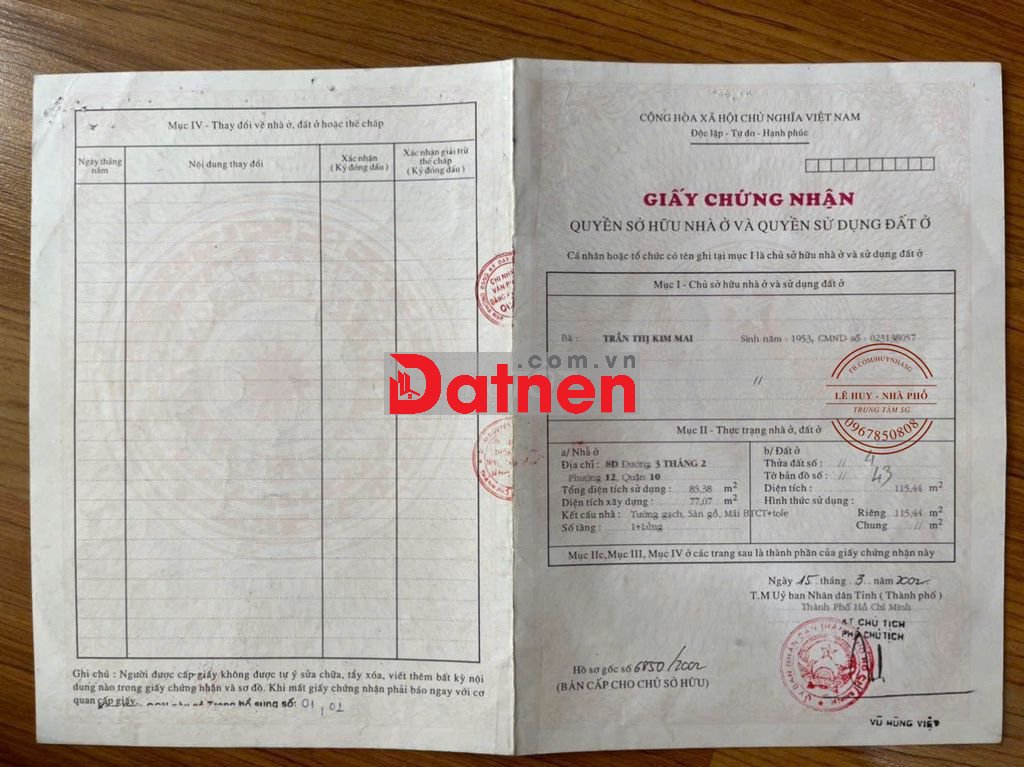 Mục IV - Thay đổi về nhà ở, đất ở hoặc thế chấp
Ngày tháng năm
Nội dung thay đổi
Xác nhận
( Ký đóng dấu )
Xác nhận giải trừ thế chấp
( Ký đóng dấu )
Ghi chú : Người được cấp giấy không được tự ý sửa chữa, tẩy xóa, viết thêm bất kỳ nội
dung nào trong giấy chứng nhận và sơ đồ. Khi mất giấy chứng nhận phải báo ngay với cơ
quan cấp giấy.
Trang bổ sung số: 01, 02
CỘNG HÒA XÃ HỘI CHỦ NGHĨA VIỆT NAM
Độc lập - Tự do - Hạnh phúc
GIẤY CHỨNG NHẬN
QUYỀN SỞ HỮU NHÀ Ở VÀ QUYỀN SỬ DỤNG ĐẤT Ở
Cá nhân hoặc tổ chức có tên ghi tại mục I là chủ sở hữu nhà ở và sử dụng đất ở
Mục I - Chủ sở hữu nhà ở và sử dụng đất ở
Bà : TRẦN THỊ KIM MAI Sinh năm : 1953, CMND số : 023138057
//
.com.vn
Datnen
FB.COM/HUYNHASG
LÊ HUY - NHÀ PHỐ
TRUNG TÂM SG
0967850808
Mục II - Thực trạng nhà ở, đất ở
a/ Nhà ở
Địa chỉ : 8D Đường 3 THÁNG 2
Phường 12, Quận 10
Tổng diện tích sử dụng : 85,38 m2
Diện tích xây dựng : 77,07 m2
Kết cấu nhà : Tường gạch, Sàn gỗ, Mái BTCT+tole
Số tầng : 1+Lửng
b/ Đất ở
Thửa đất số : // 4
Tờ bản đồ số : // 43
Diện tích : 115,44 m2
Hình thức sử dụng :
Riêng 115,44 m2
Chung // m2
Mục IIc,Mục III, Mục IV ở các trang sau là thành phần của giấy chứng nhận này
Ngày 15 tháng 3 năm 2002
T.M Uỷ ban Nhân dân Tỉnh ( Thành phố )
Thành Phố Hồ Chí Minh
KT CHỦ TỊCH
PHÓ CHỦ TỊCH
Hồ sơ gốc số 6850/2002
(BẢN CẤP CHO CHỦ SỞ HỮU)
VŨ HÙNG VIỆT